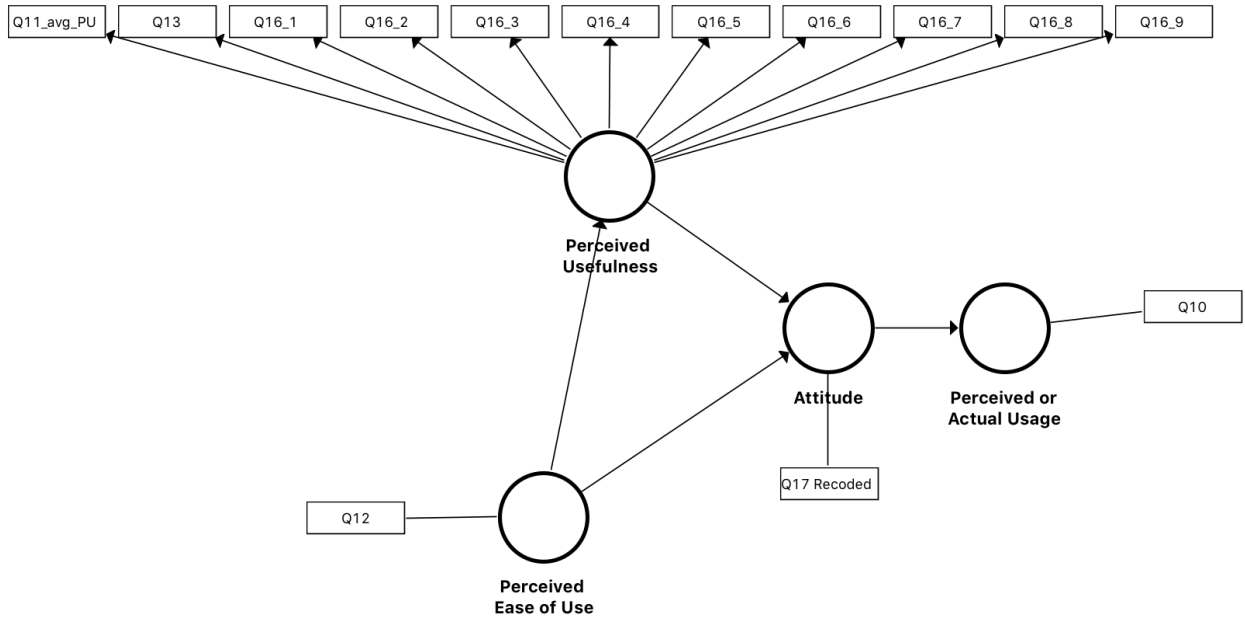 Q11_avg_PU
Q13
Q16_1
Q16_2
Q16_3
Q16_4
Q16_5
Q16_6
Q16_7
Q16_8
Q16_9
Perceived
Usefulness
Q10
Attitude
Perceived or
Actual Usage
Q17 Recoded
Q12
Perceived
Ease of Use